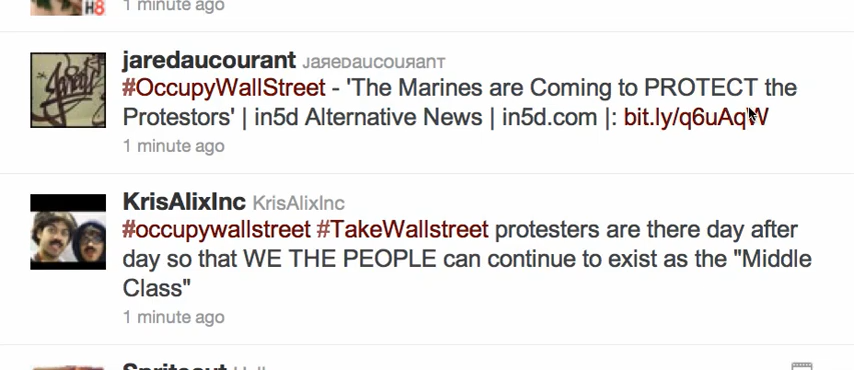 H8
1 minute ago
jaredaucourant JaЯeDauCouЯaNT
#OccupyWallStreet - 'The Marines are Coming to PROTECT the
Protestors' | in5d Alternative News | in5d.com |: bit.ly/q6uAqW
1 minute ago
KrisAlixInc KrisAlixInc
#occupywallstreet #TakeWallstreet protesters are there day after
day so that WE THE PEOPLE can continue to exist as the "Middle
Class"
1 minute ago